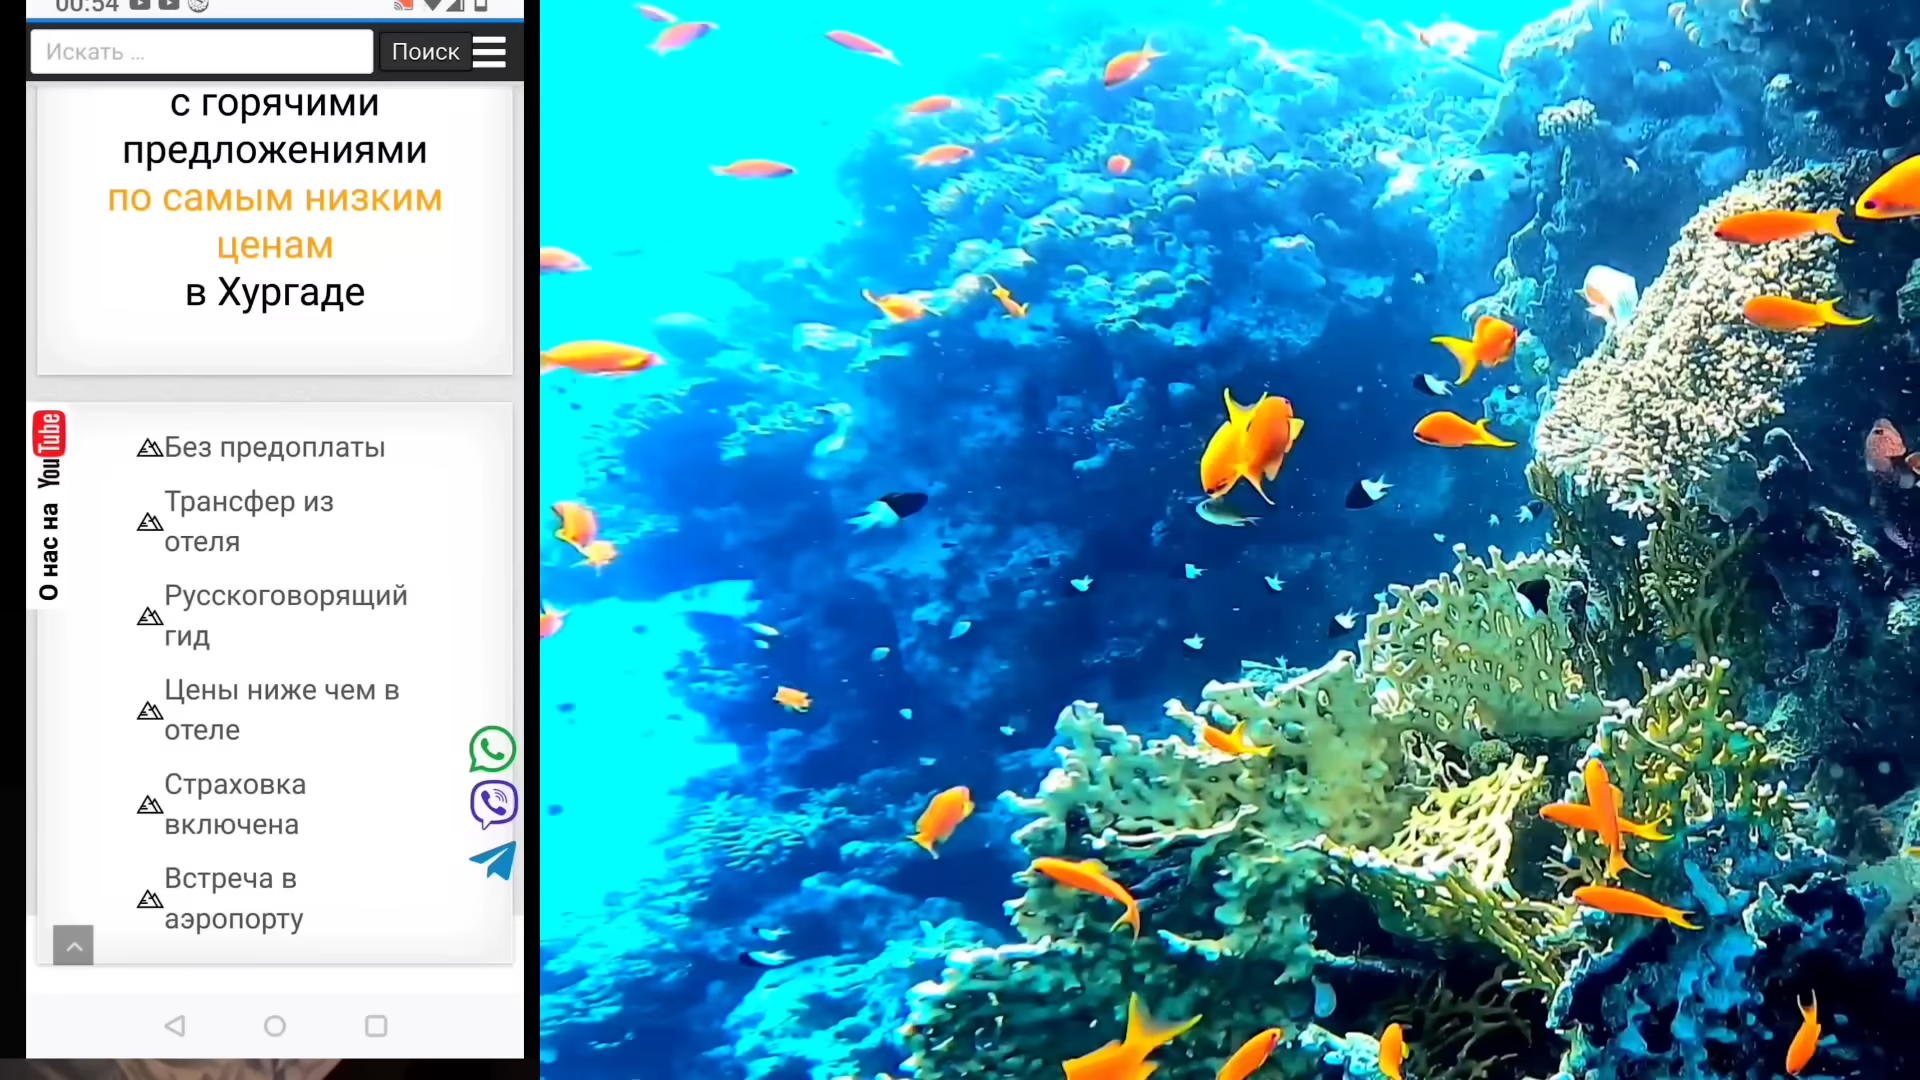 00:54
Искать ...
Поиск
с горячими
предложениями
по самым низким
ценам
в Хургаде
О нас на YouTube
Без предоплаты
Трансфер из
отеля
Русскоговорящий
гид
Цены ниже чем в
отеле
Страховка
включена
Встреча в
аэропорту